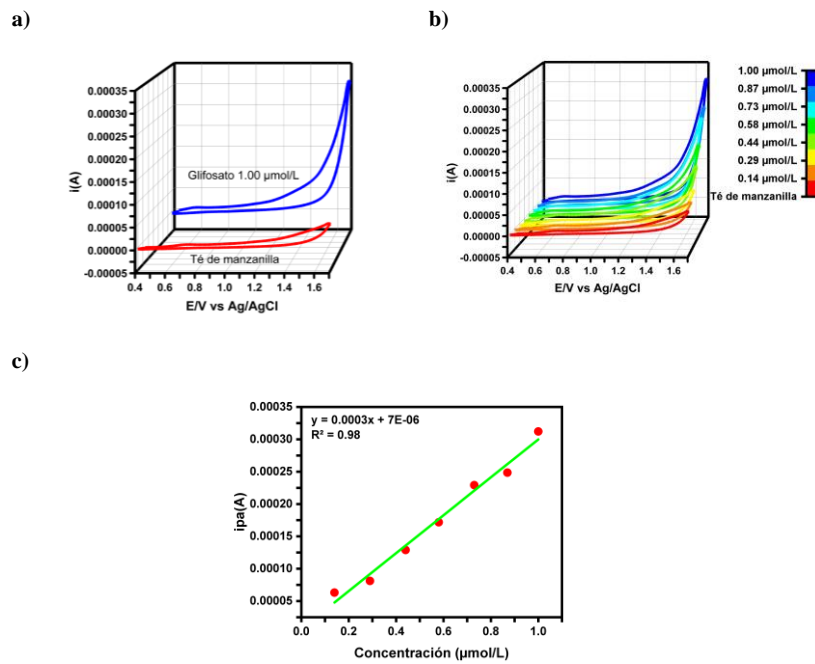 a)
b)
0.00035
0.00030
0.00025
0.00020
0.00015
0.00010
0.00005
0.00000
-0.00005
i(A)
Glifosato 1.00 µmol/L
Té de manzanilla
0.4 0.6 0.8 1.0 1.2 1.4 1.6
E/V vs Ag/AgCl
0.00035
0.00030
0.00025
0.00020
0.00015
0.00010
0.00005
0.00000
-0.00005
i(A)
0.4 0.6 0.8 1.0 1.2 1.4 1.6
E/V vs Ag/AgCl
1.00 µmol/L
0.87 µmol/L
0.73 µmol/L
0.58 µmol/L
0.44 µmol/L
0.29 µmol/L
0.14 µmol/L
Té de manzanilla
c)
y = 0.0003x + 7E-06
R² = 0.98
0.00035
0.00030
0.00025
0.00020
0.00015
0.00010
0.00005
ipa(A)
0.0 0.2 0.4 0.6 0.8 1.0
Concentración (µmol/L)